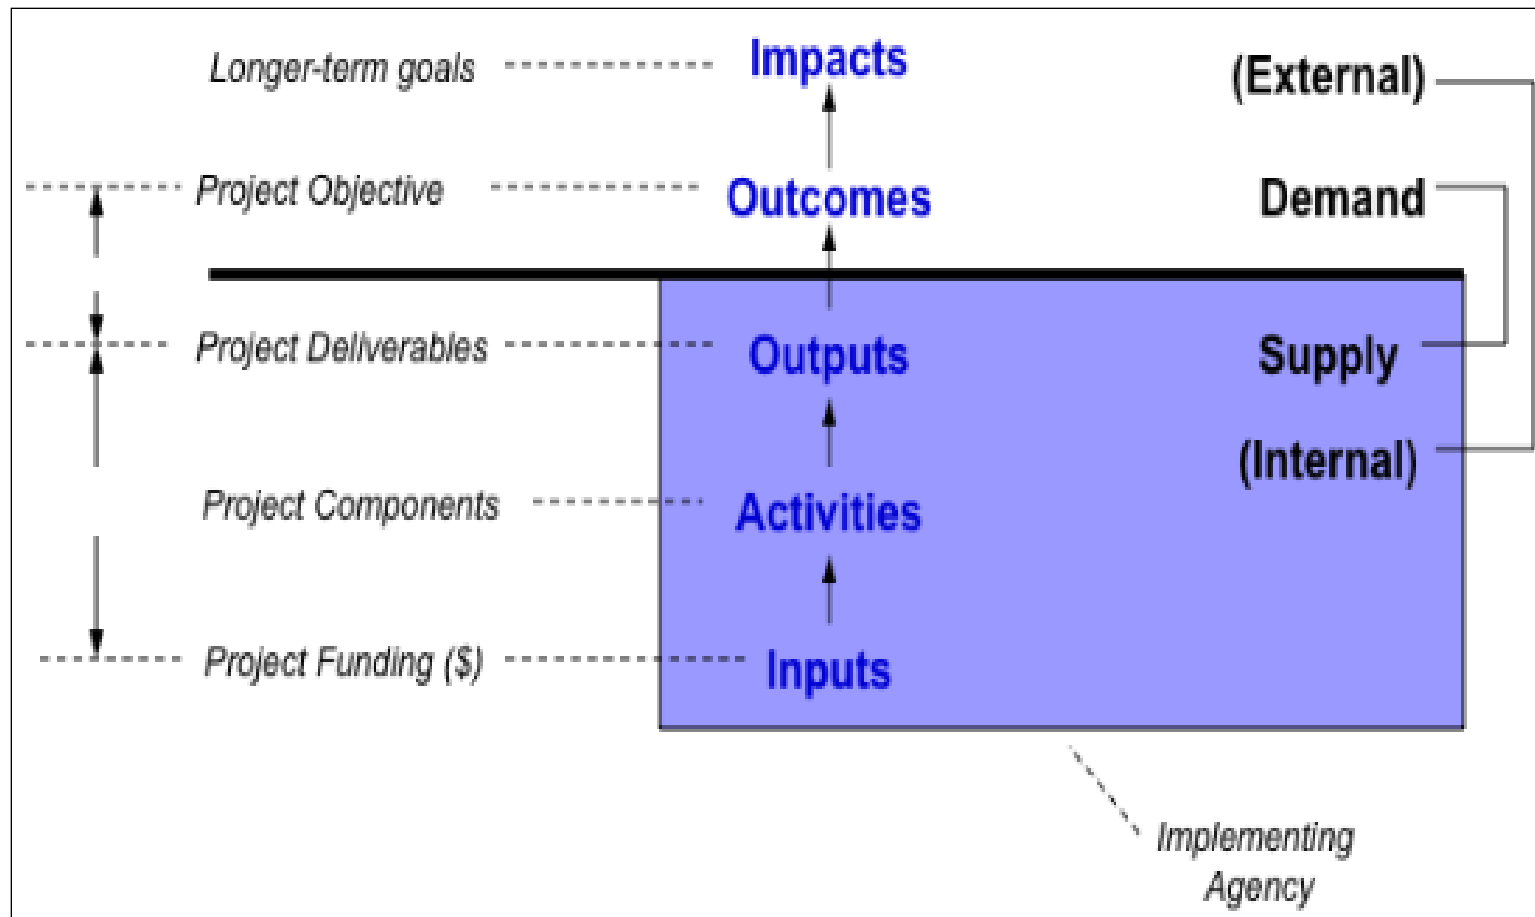 Longer-term goals
Impacts
(External)
Project Objective
Outcomes
Demand
Project Deliverables
Outputs
Supply
(Internal)
Project Components
Activities
Project Funding ($)
Inputs
Implementing
Agency